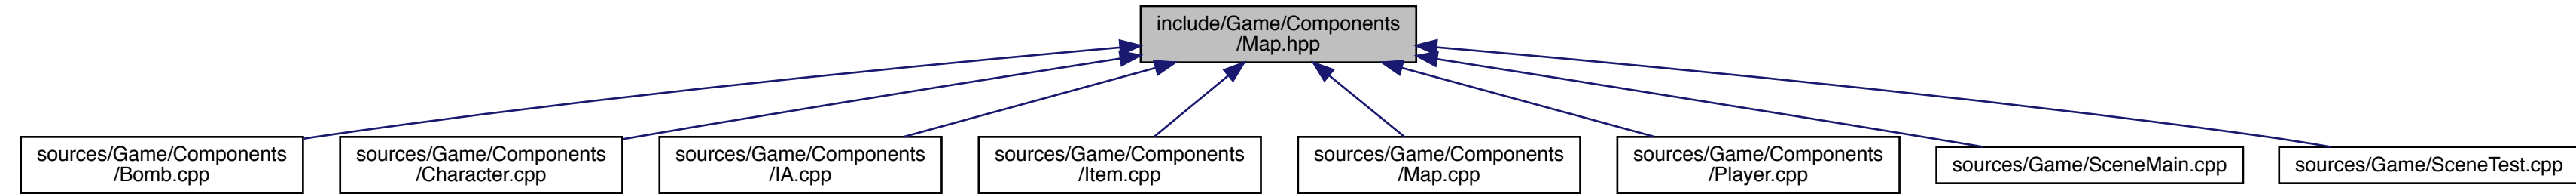 include/Game/Components
/Map.hpp
sources/Game/Components
/Bomb.cpp
sources/Game/Components
/Character.cpp
sources/Game/Components
/IA.cpp
sources/Game/Components
/Item.cpp
sources/Game/Components
/Map.cpp
sources/Game/Components
/Player.cpp
sources/Game/SceneMain.cpp
sources/Game/SceneTest.cpp